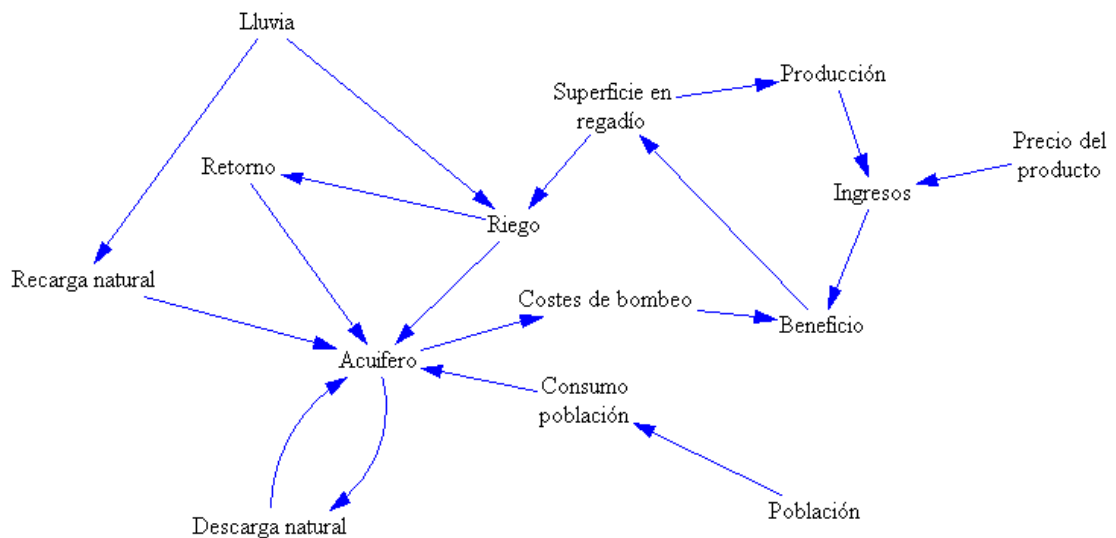 Lluvia
Producción
Superficie en
regadío
Precio del
producto
Retorno
Ingresos
Riego
Recarga natural
Costes de bombeo
Beneficio
Acuifero
Consumo
población
Población
Descarga natural